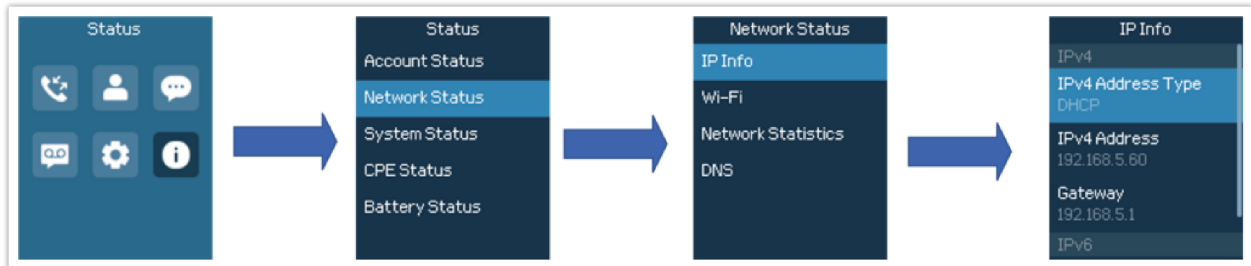 Status
Status
Account Status
Network Status
System Status
CPE Status
Battery Status
Network Status
IP Info
Wi-Fi
Network Statistics
DNS
IP Info
IPv4
IPv4 Address Type
DHCP
IPv4 Address
192.168.5.60
Gateway
192.168.5.1
IPv6